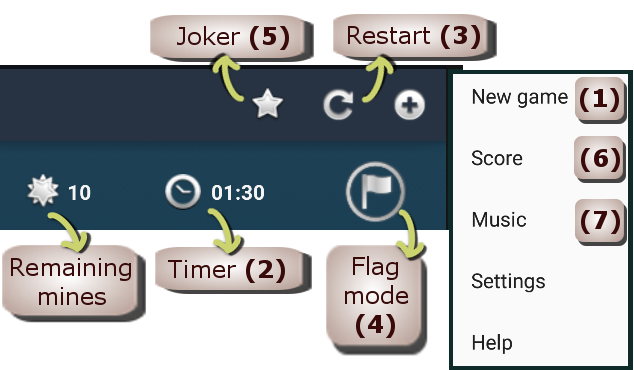 Joker (5)
Restart (3)
New game (1)
Score (6)
10
01:30
Music (7)
Remaining
mines
Timer (2)
Flag
mode
(4)
Settings
Help